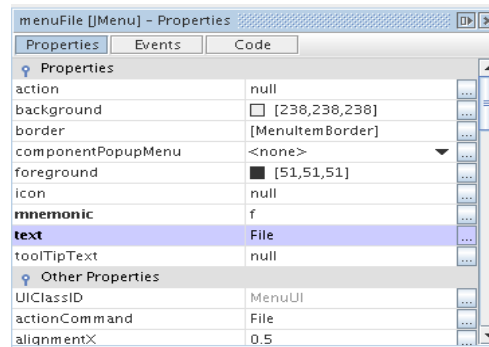 menuFile [JMenu] - Properties
Properties Events Code
Properties
action null ...
background [238,238,238] ...
border [MenuItemBorder] ...
componentPopupMenu <none> ...
foreground [51,51,51] ...
icon null ...
mnemonic f ...
text File ...
toolTipText null ...
Other Properties
UIClassID MenuUI ...
actionCommand File ...
alignmentX 0.5 ...